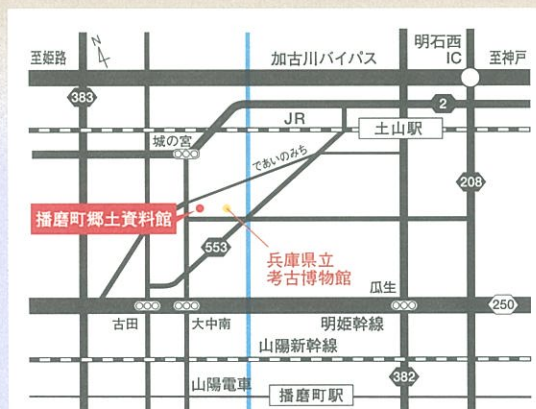 N
至姫路
加古川バイパス
明石西
IC
至神戸
383
2
JR
土山駅
城の宮
であいのみち
208
播磨町郷土資料館
553
兵庫県立
考古博物館
瓜生
250
古田
大中南
明姫幹線
山陽新幹線
382
山陽電車
播磨町駅